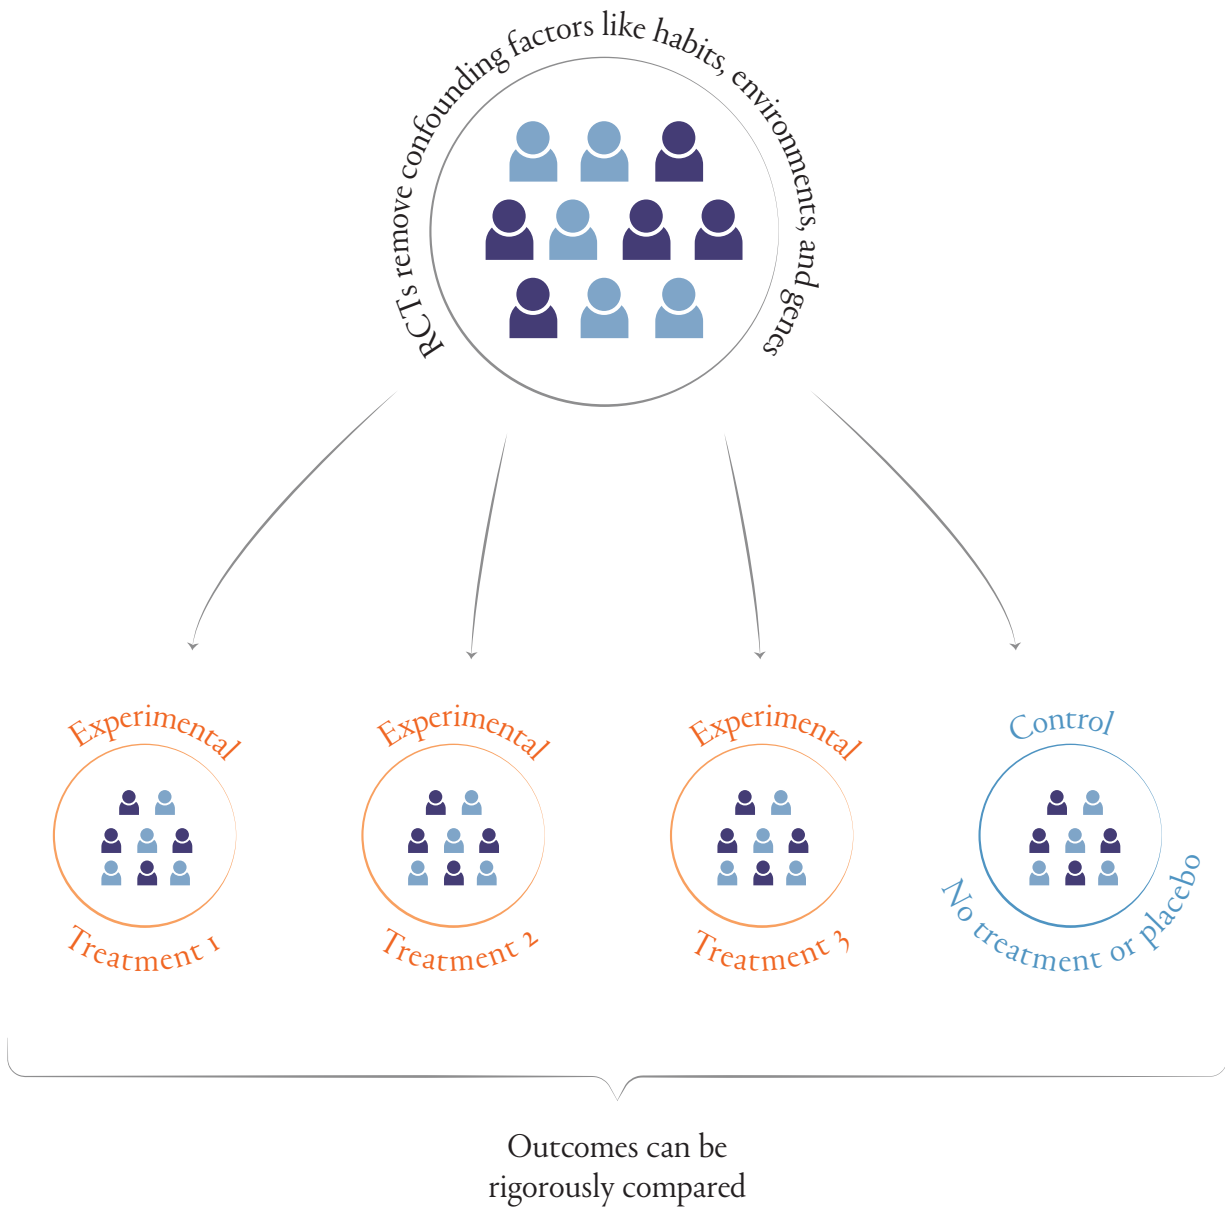 RCTs remove confounding factors like habits, environments, and genes
Experimental
Treatment 1
Experimental
Treatment 2
Experimental
Treatment 3
Control
No treatment or placebo
Outcomes can be
rigorously compared